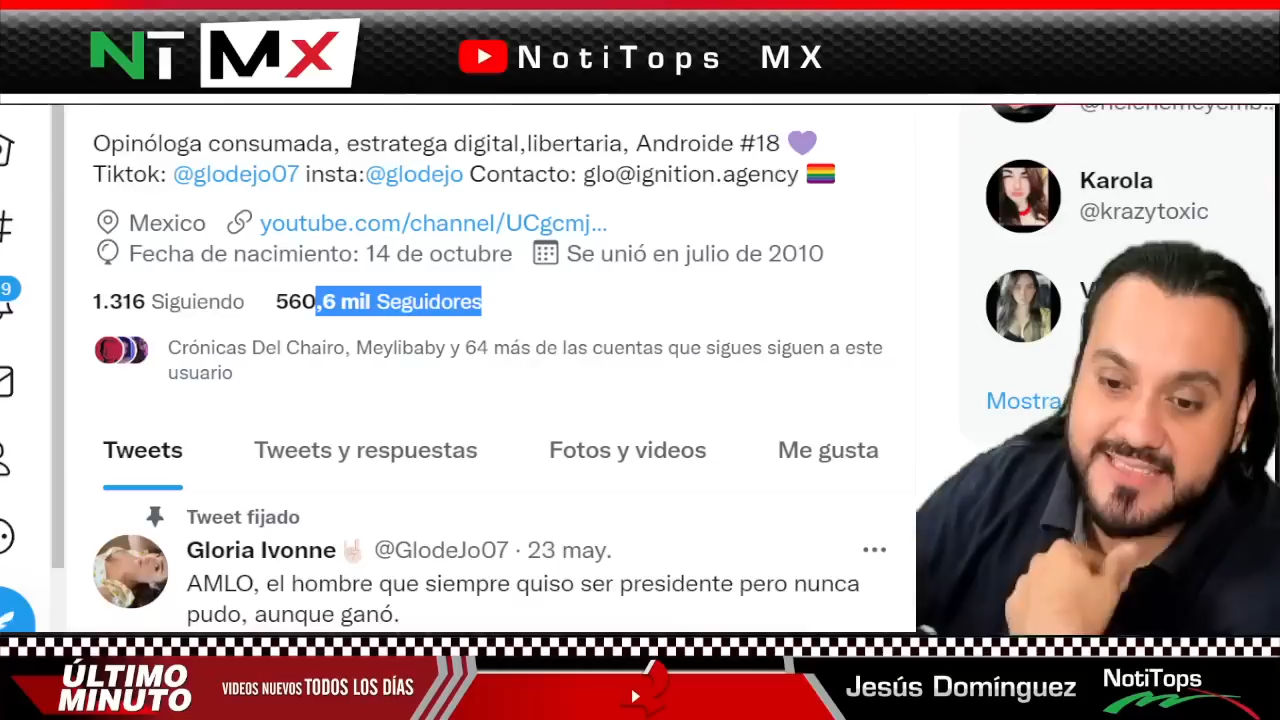 NTMX
NotiTops MX
Opinóloga consumada, estratega digital,libertaria, Androide #18 💜
Tiktok: @glodejo07 insta:@glodejo Contacto: glo@ignition.agency 🏳️‍🌈
Mexico youtube.com/channel/UCgcmj...
Fecha de nacimiento: 14 de octubre Se unió en julio de 2010
1.316 Siguiendo 560,6 mil Seguidores
Crónicas Del Chairo, Meylibaby y 64 más de las cuentas que sigues siguen a este
usuario
Tweets Tweets y respuestas Fotos y videos Me gusta
Tweet fijado
Gloria Ivonne🤘🏻 @GlodeJo07 · 23 may.
AMLO, el hombre que siempre quiso ser presidente pero nunca
pudo, aunque ganó.
9
Karola
@krazytoxic
Mostra
ÚLTIMO
MINUTO
VIDEOS NUEVOS TODOS LOS DÍAS
Jesús Domínguez
NotiTops